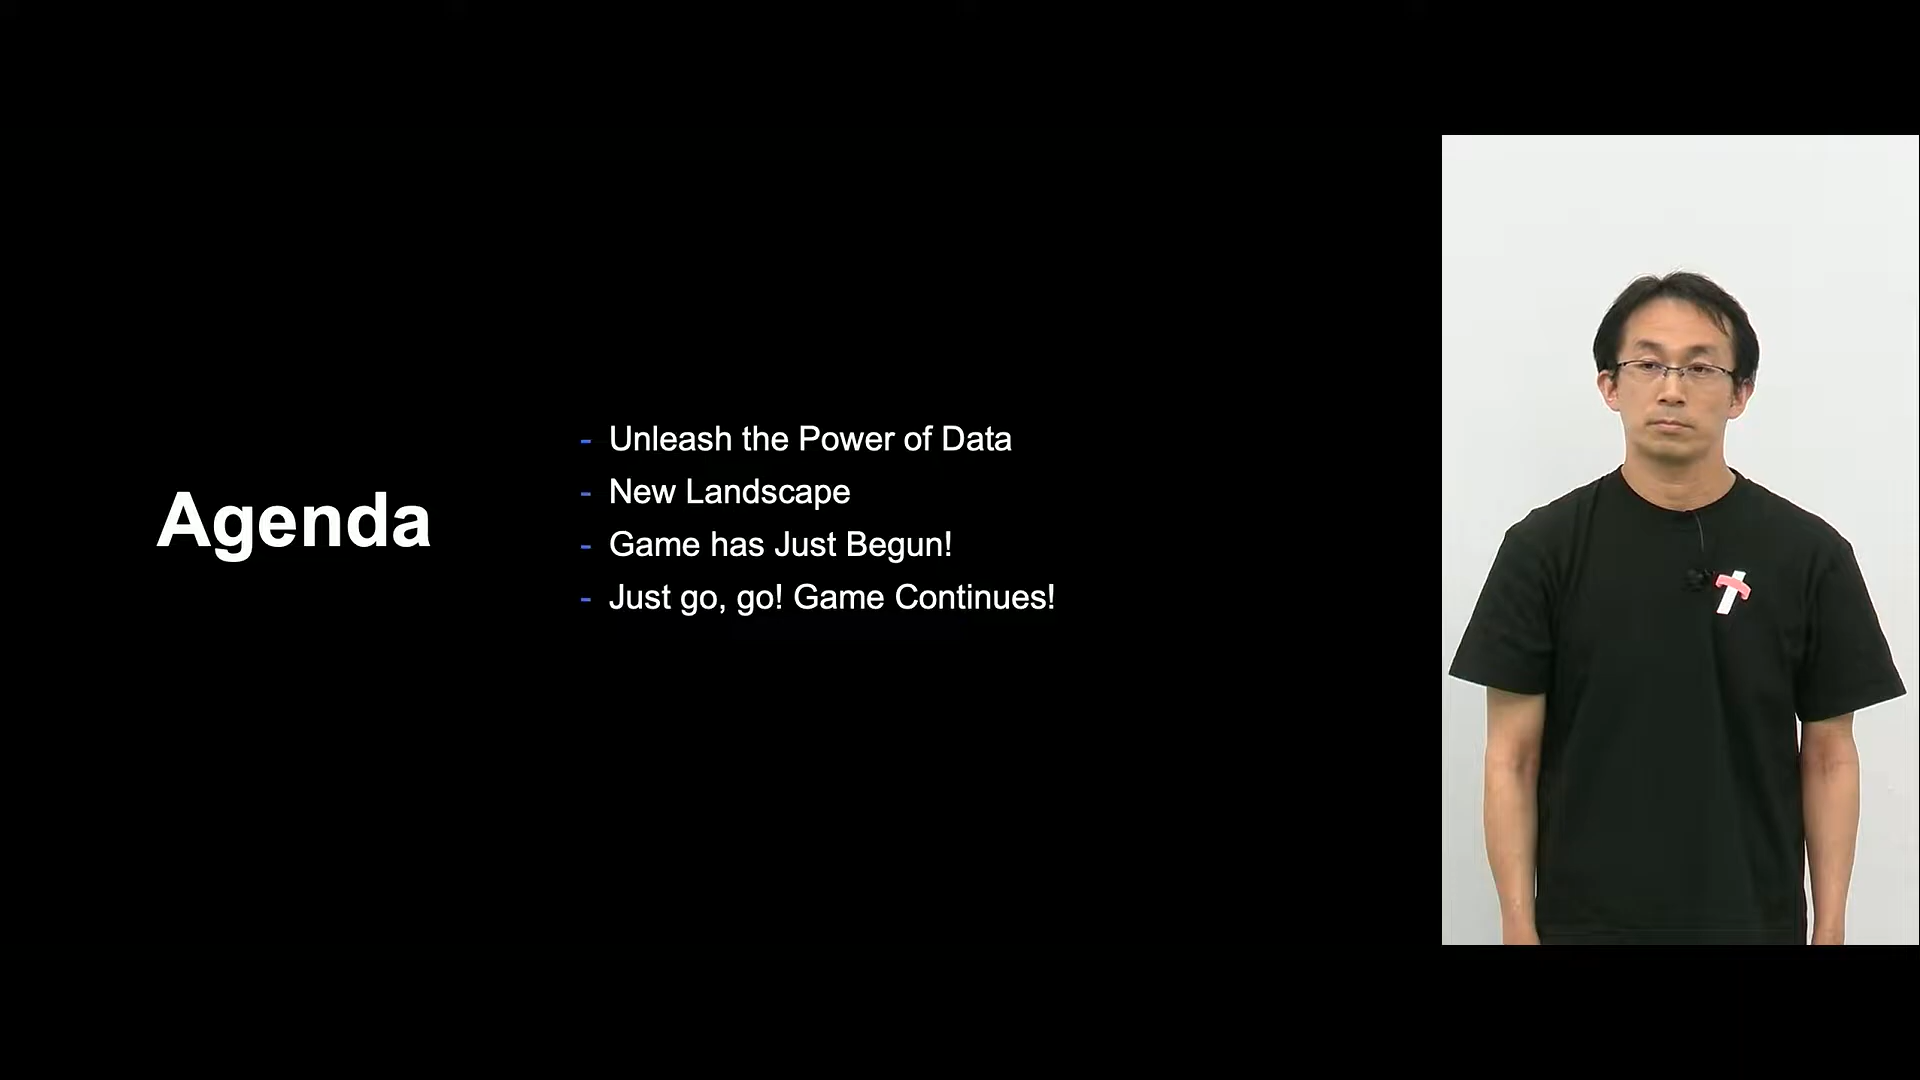 Agenda
- Unleash the Power of Data
- New Landscape
- Game has Just Begun!
- Just go, go! Game Continues!